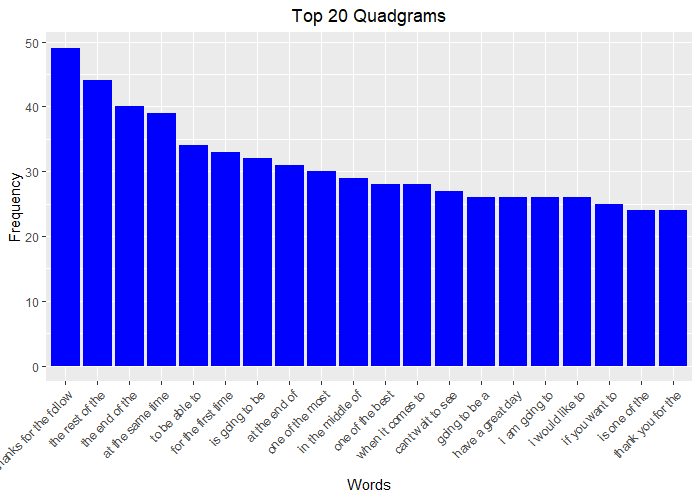 Top 20 Quadgrams
Frequency
50
40
30
20
10
0
hanks for the follow
the rest of the
the end of the
at the same time
to be able to
for the first time
is going to be
at the end of
one of the most
in the middle of
one of the best
when it comes to
cant wait to see
going to be a
have a great day
i am going to
i would like to
if you want to
is one of the
thank you for the
Words